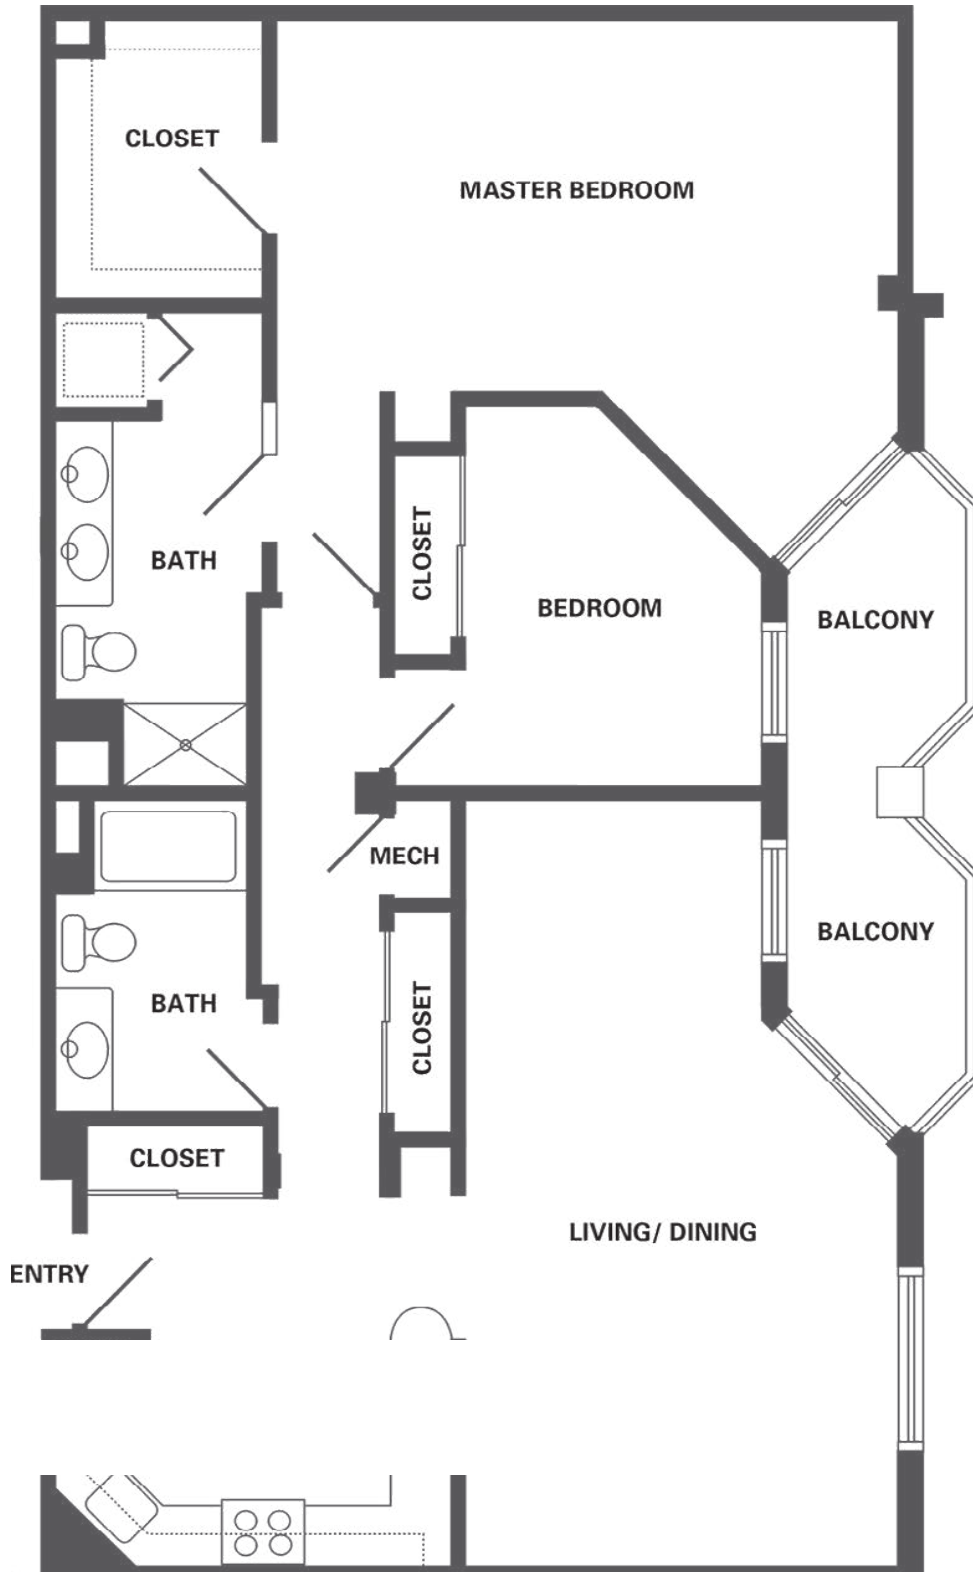 CLOSET
MASTER BEDROOM
CLOSET
BATH
BEDROOM
BALCONY
MECH
BALCONY
BATH
CLOSET
CLOSET
LIVING/ DINING
ENTRY